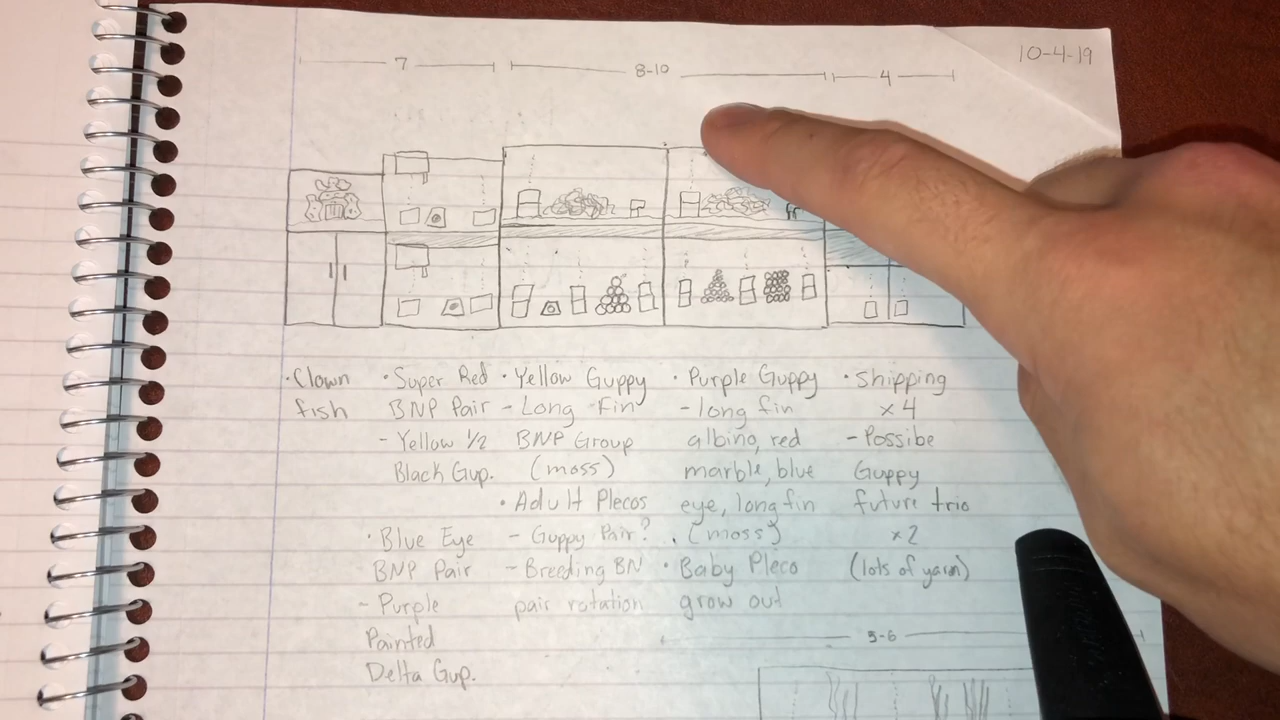 10-4-19
7 8-10 4
· Clown
fish
· Super Red
BNP Pair
- Yellow 1/2
Black Gup.
· Blue Eye
BNP Pair
- Purple
Painted
Delta Gup.
· Yellow Guppy
- Long Fin
BNP Group
(moss)
· Adult Plecos
- Guppy Pair?
- Breeding BN
pair rotation
· Purple Guppy
- long fin
albino, red
marble, blue
eye, long fin
(moss)
· Baby Pleco
grow out
· Shipping
x4
- Possibe
Guppy
future trio
x2
(lots of yarn)
5-6